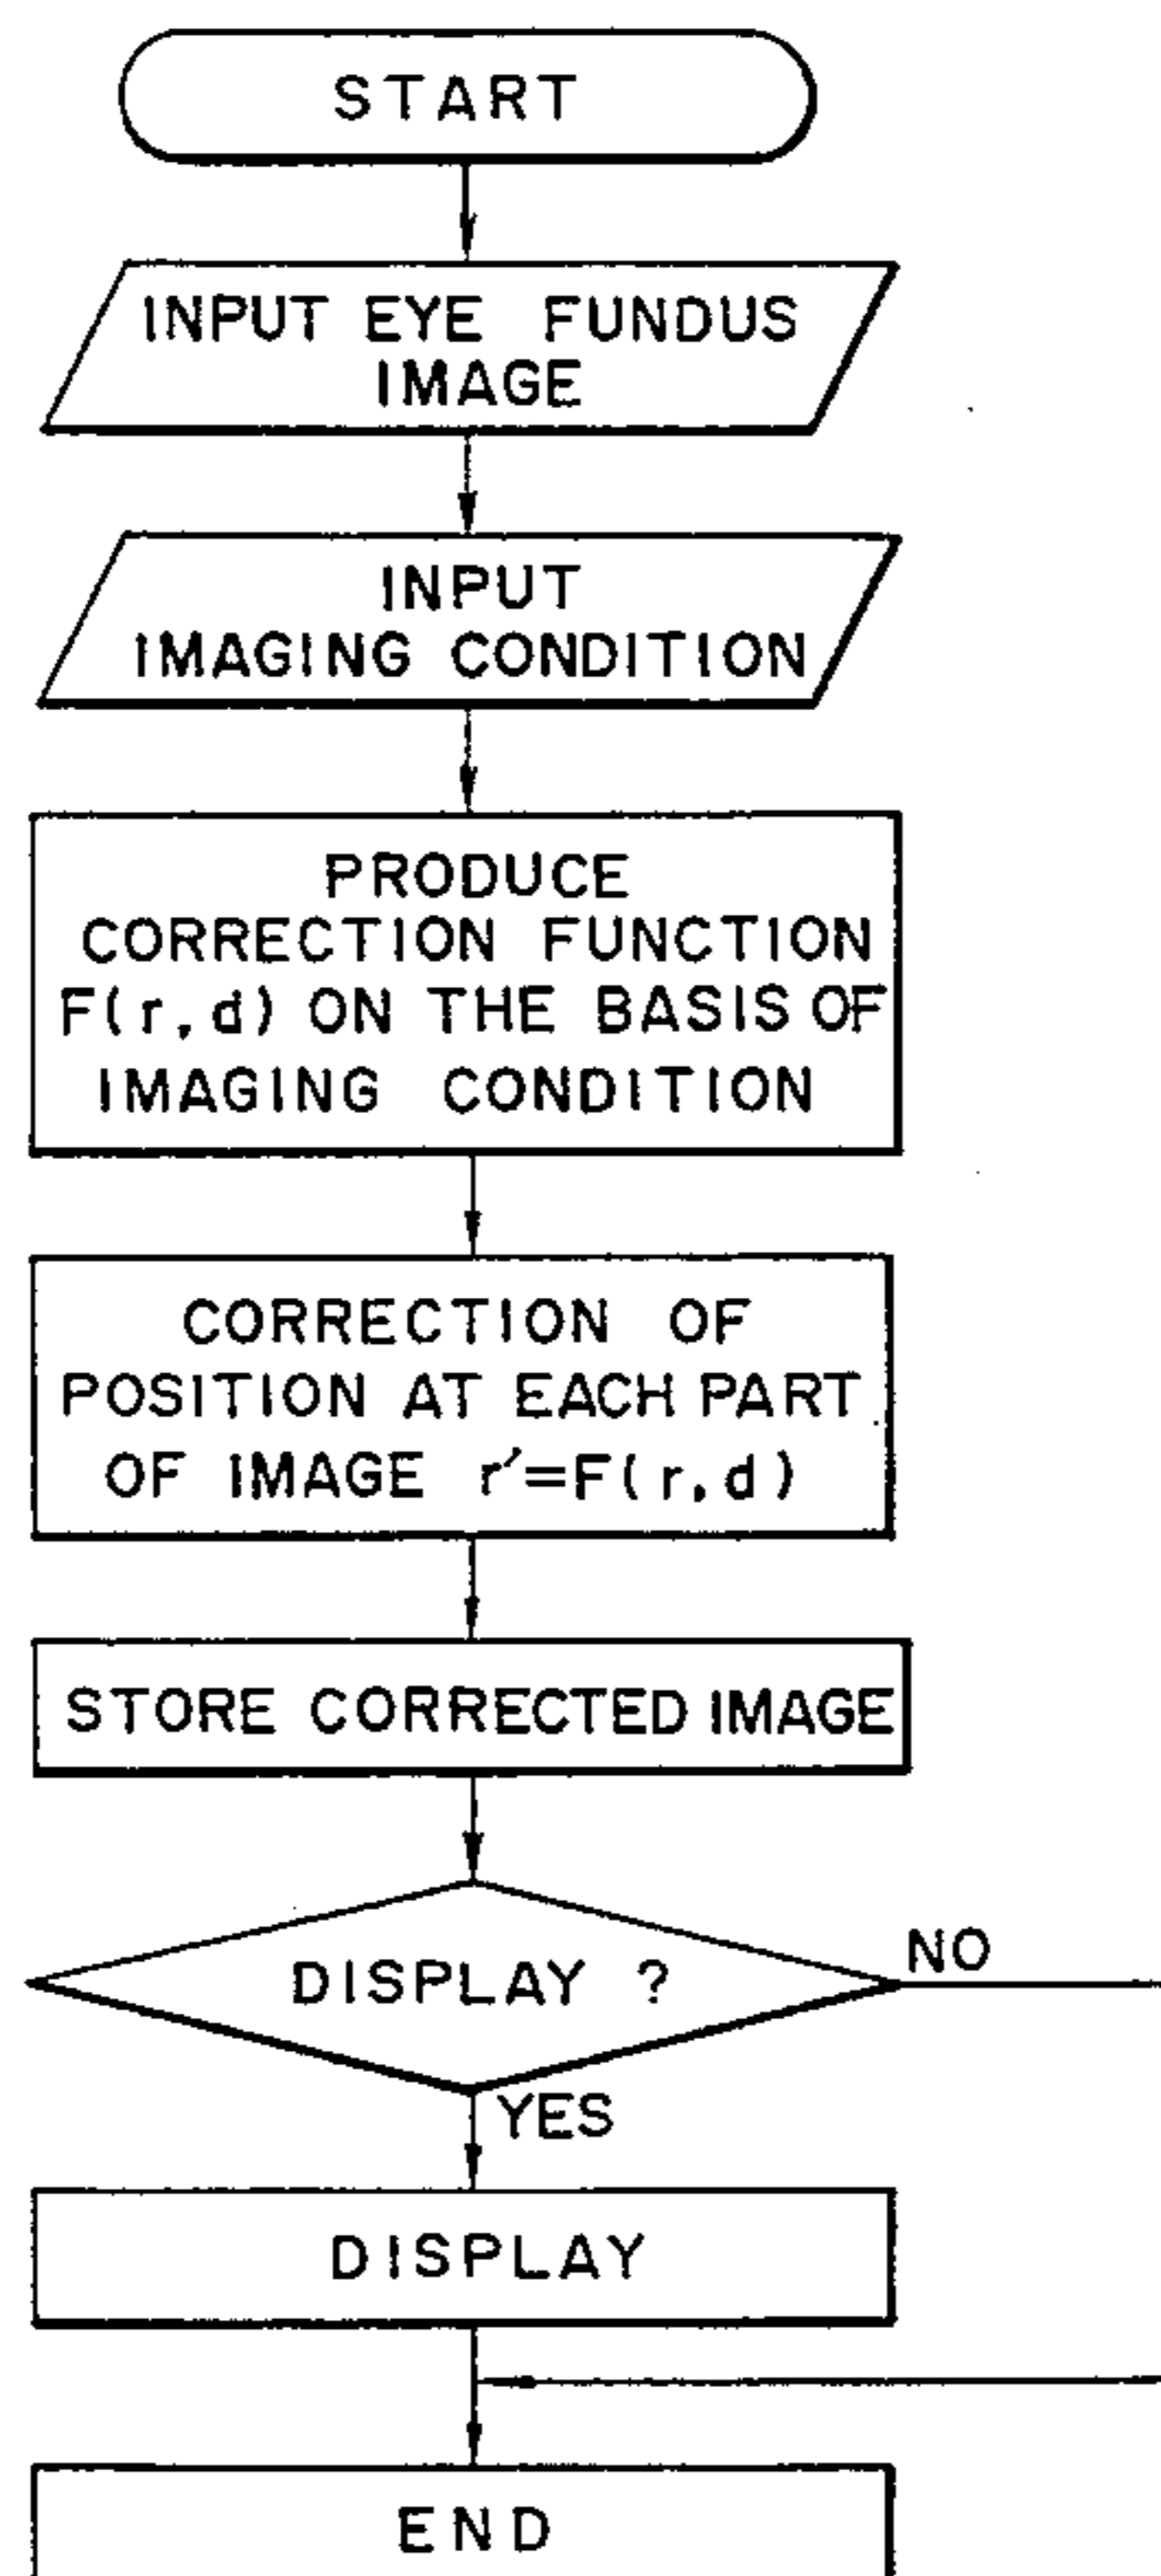 START
INPUT EYE FUNDUS
IMAGE
INPUT
IMAGING CONDITION
PRODUCE
CORRECTION FUNCTION
F(r,d) ON THE BASIS OF
IMAGING CONDITION
CORRECTION OF
POSITION AT EACH PART
OF IMAGE r'=F(r,d)
STORE CORRECTED IMAGE
DISPLAY ?
NO
YES
DISPLAY
END